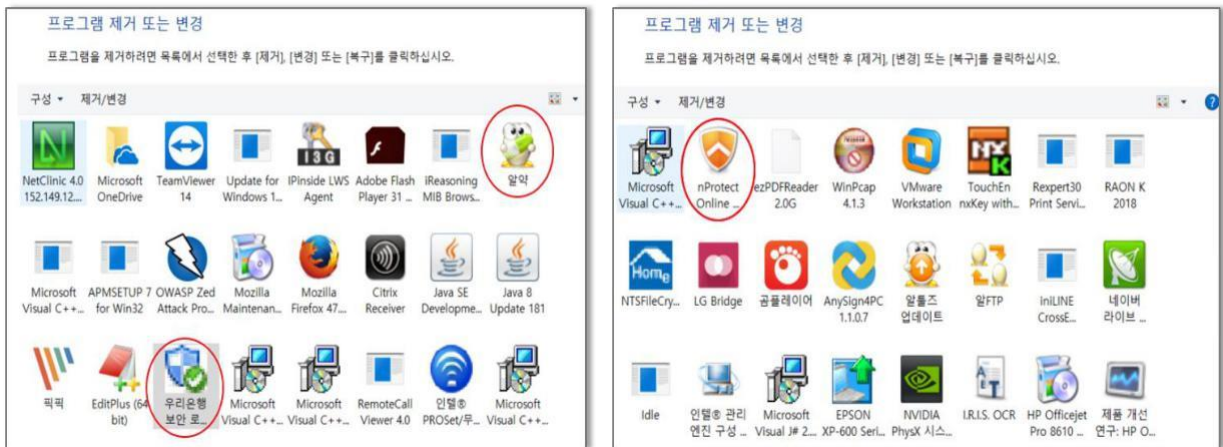 프로그램 제거 또는 변경
프로그램을 제거하려면 목록에서 선택한 후 [제거], [변경] 또는 [복구]를 클릭하십시오.
구성 제거/변경
NetClinic 4.0 152.149.12....
Microsoft OneDrive
TeamViewer 14
Update for Windows 1...
IPinside LWS Agent
Adobe Flash Player 31 ...
iReasoning MIB Brows...
알약
Microsoft Visual C++...
APMSETUP 7 for Win32
OWASP Zed Attack Pro...
Mozilla Maintenan...
Mozilla Firefox 47....
Citrix Receiver
Java SE Developme...
Java 8 Update 181
픽픽
EditPlus (64 bit)
우리은행 보안 로...
Microsoft Visual C++...
Microsoft Visual C++...
RemoteCall Viewer 4.0
인텔® PROSet/무...
Microsoft Visual C++...
프로그램 제거 또는 변경
프로그램을 제거하려면 목록에서 선택한 후 [제거], [변경] 또는 [복구]를 클릭하십시오.
구성 제거/변경
Microsoft Visual C++...
nProtect Online ...
ezPDFReader 2.0G
WinPcap 4.1.3
VMware Workstation
TouchEn nxKey with...
Rexpert30 Print Servi...
RAON K 2018
NTSFileCry...
LG Bridge
곰플레이어
AnySign4PC 1.1.0.7
알툴즈 업데이트
알FTP
IniLINE CrossE...
네이버 라이브 ...
Idle
인텔® 관리 엔진 구성 ...
Microsoft Visual J# 2...
EPSON XP-600 Seri...
NVIDIA PhysX 시스...
I.R.I.S. OCR
HP Officejet Pro 8610 ...
제품 개선 연구: HP O...